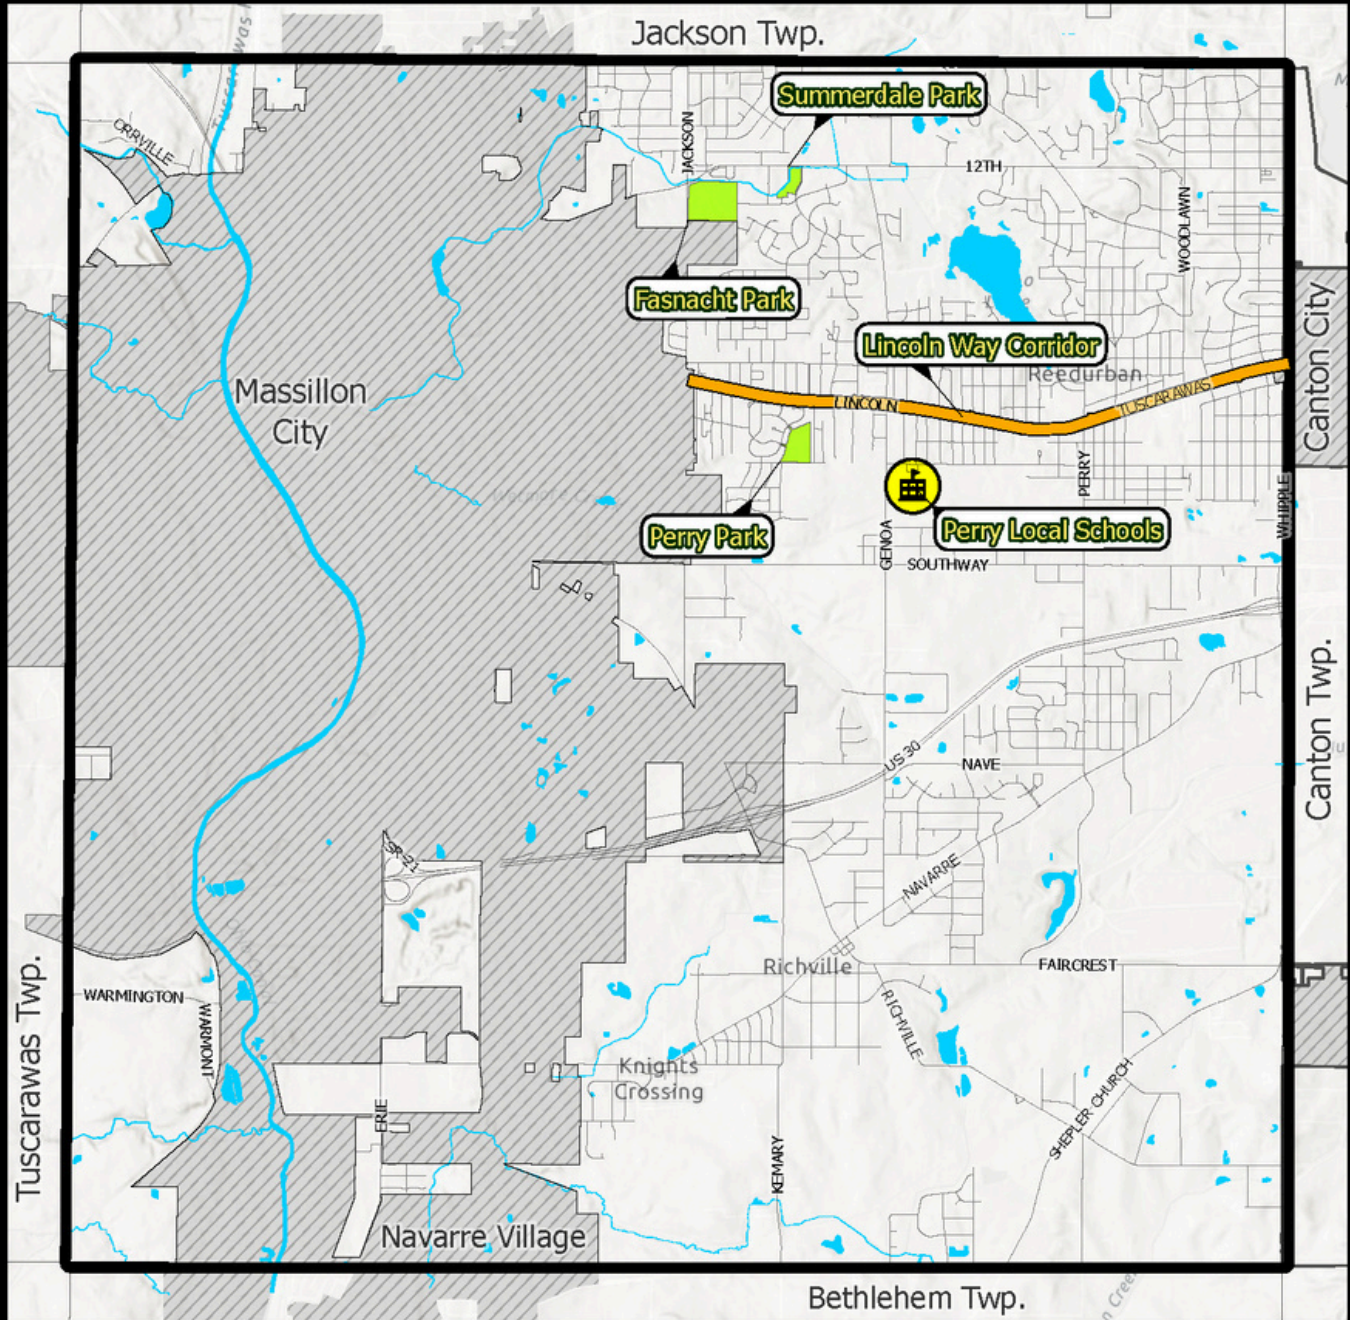 Jackson Twp.
Tuscarawas
Summerdale Park
ORRVILLE
JACKSON
12TH
WOODLAWN
Fasnacht Park
Canton City
Lincoln Way Corridor
Reedurban
Massillon
City
LINCOLN
TUSCARAWAS
PERRY
WHIPPLE
Perry Park
GENOA
Perry Local Schools
SOUTHWAY
Canton Twp.
US 30
NAVE
SR-21
NAVARRE
Richville
FAIRCREST
Tuscarawas Twp.
WARMINGTON
WARMONT
RICHVILLE
Knights
Crossing
SHEPLER CHURCH
ERIE
KEMARY
Navarre Village
Bethlehem Twp.